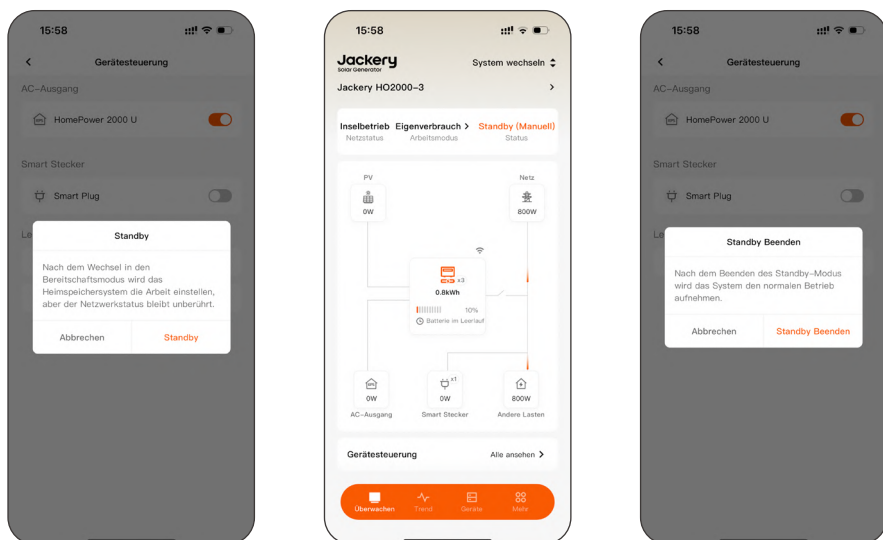 15:58
Gerätesteuerung
AC-Ausgang
HomePower 2000 U
Smart Stecker
Smart Plug
Le
Standby
Nach dem Wechsel in den
Bereitschaftsmodus wird das
Heimspeichersystem die Arbeit einstellen,
aber der Netzwerkstatus bleibt unberührt.
Abbrechen Standby
15:58
Jackery
Solar Generator
System wechseln
Jackery HO2000-3
Inselbetrieb Eigenverbrauch > Standby (Manuell)
Netzstatus Arbeitsmodus Status
PV Netz
0W 800W
x3
0.8kWh
10%
Batterie im Leerlauf
x1
0W 0W 800W
AC-Ausgang Smart Stecker Andere Lasten
Gerätesteuerung Alle ansehen >
Überwachen Trend Geräte Mehr
15:58
Gerätesteuerung
AC-Ausgang
HomePower 2000 U
Smart Stecker
Smart Plug
Le
Standby Beenden
Nach dem Beenden des Standby-Modus
wird das System den normalen Betrieb
aufnehmen.
Abbrechen Standby Beenden